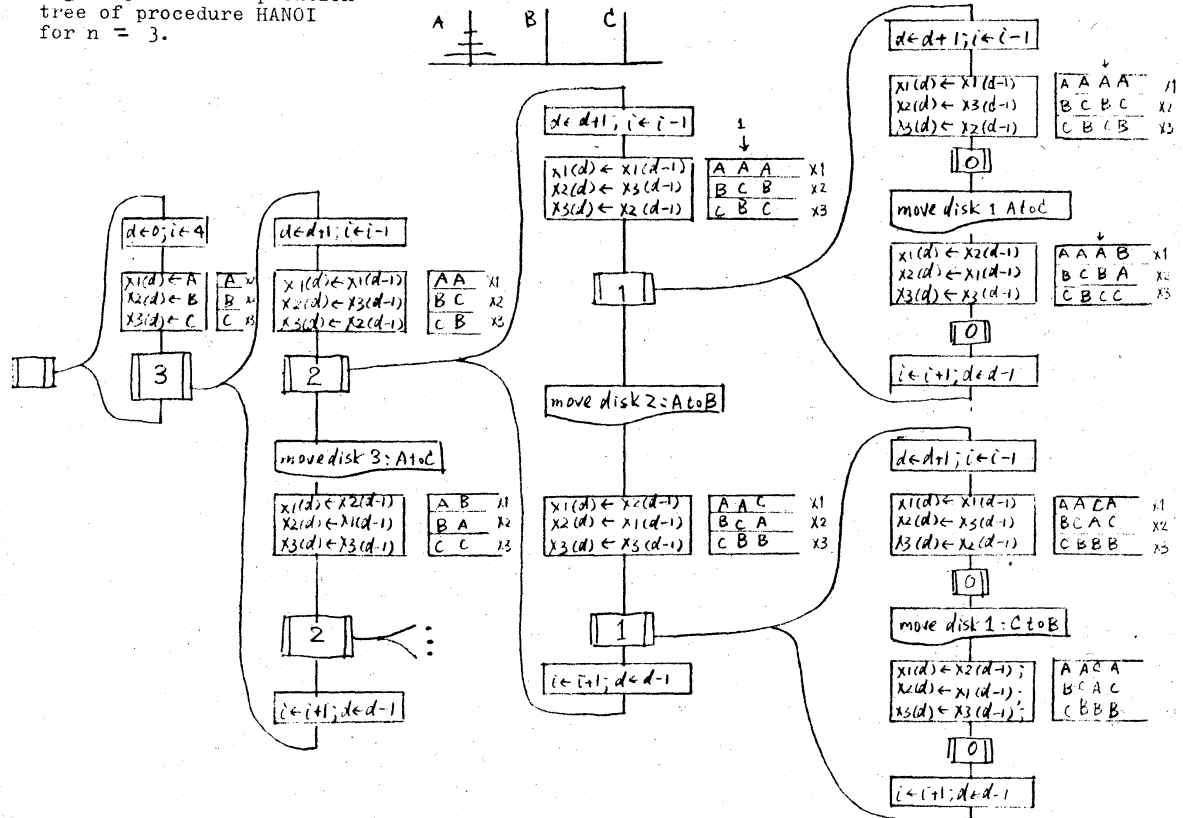 tree of procedure HANOI
for n = 3.
A B C
d←0; i←4
x1(d)←A
x2(d)←B
x3(d)←C
A
B
C x3
3
d←d+1; i←i-1
x1(d)←x1(d-1)
x2(d)←x3(d-1)
x3(d)←x2(d-1)
A A x1
B C x2
C B x3
2
move disk 3: A to C
x1(d)←x2(d-1)
x2(d)←x1(d-1)
x3(d)←x3(d-1)
A B x1
B A x2
C C x3
2
i←i+1; d←d-1
d←d+1; i←i-1
1
↓
x1(d)←x1(d-1)
x2(d)←x3(d-1)
x3(d)←x2(d-1)
A A A x1
B C B x2
C B C x3
1
move disk 2: A to B
x1(d)←x2(d-1)
x2(d)←x1(d-1)
x3(d)←x3(d-1)
A A C x1
B C A x2
C B B x3
1
i←i+1; d←d-1
d←d+1; i←i-1
↓
x1(d)←x1(d-1)
x2(d)←x3(d-1)
x3(d)←x2(d-1)
A A A A x1
B C B C x2
C B C B x3
0
move disk 1 A to C
↓
x1(d)←x2(d-1)
x2(d)←x1(d-1)
x3(d)←x3(d-1)
A A A B x1
B C B A x2
C B C C x3
0
i←i+1; d←d-1
d←d+1; i←i-1
x1(d)←x1(d-1)
x2(d)←x3(d-1)
x3(d)←x2(d-1)
A A C A x1
B C A C x2
C B B B x3
0
move disk 1: C to B
x1(d)←x2(d-1);
x2(d)←x1(d-1);
x3(d)←x3(d-1);
A A C A
B C A C
C B B B
0
i←i+1; d←d-1